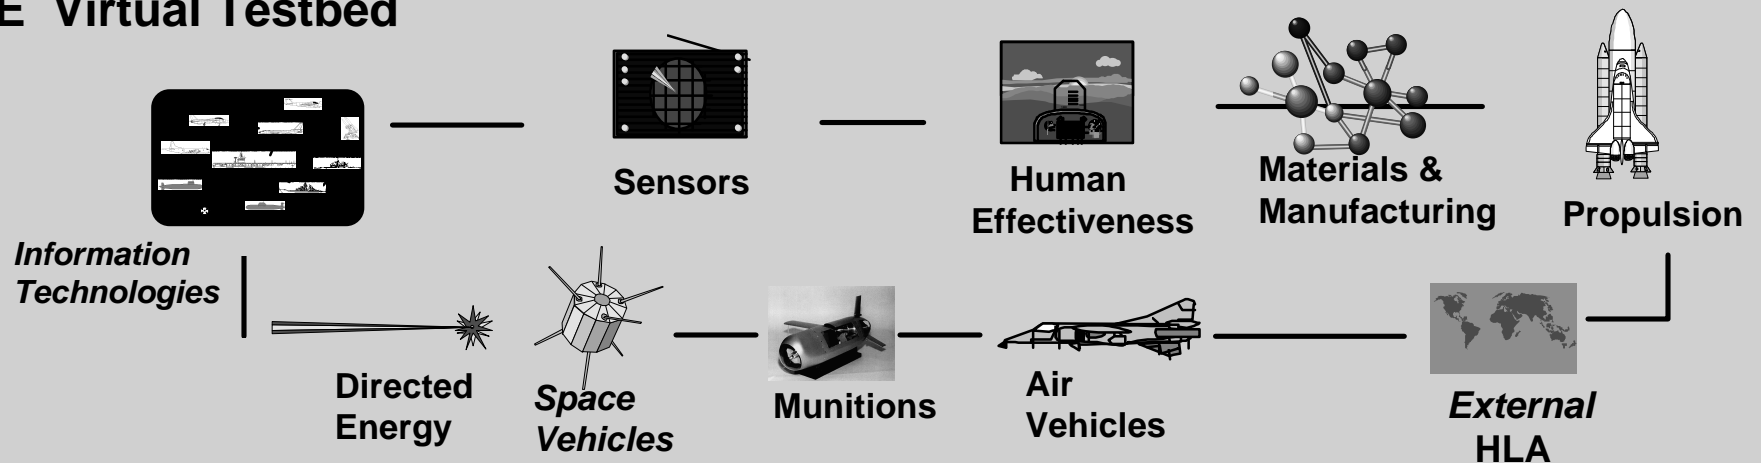 E Virtual Testbed
Sensors
Human
Effectiveness
Materials &
Manufacturing
Propulsion
Information
Technologies
Directed
Energy
Space
Vehicles
Munitions
Air
Vehicles
External
HLA